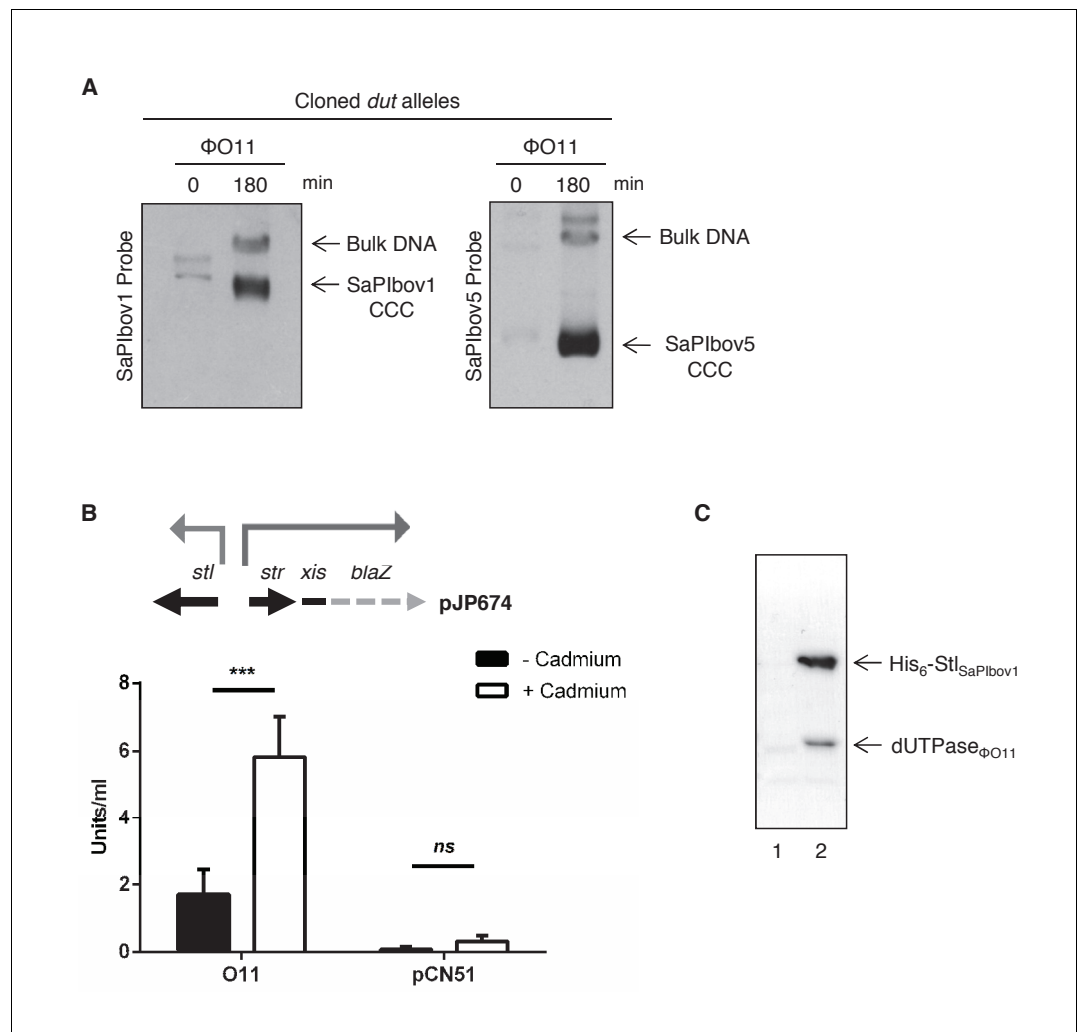 A
Cloned dut alleles
ΦO11
0 180 min
SaPIbov1 Probe
Bulk DNA
SaPIbov1
CCC
ΦO11
0 180 min
SaPIbov5 Probe
Bulk DNA
SaPIbov5
CCC
B
stl str xis blaZ
pJP674
- Cadmium
+ Cadmium
***
ns
8
6
4
2
0
Units/ml
O11 pCN51
C
His6-StlSaPIbov1
dUTPaseΦO11
1 2